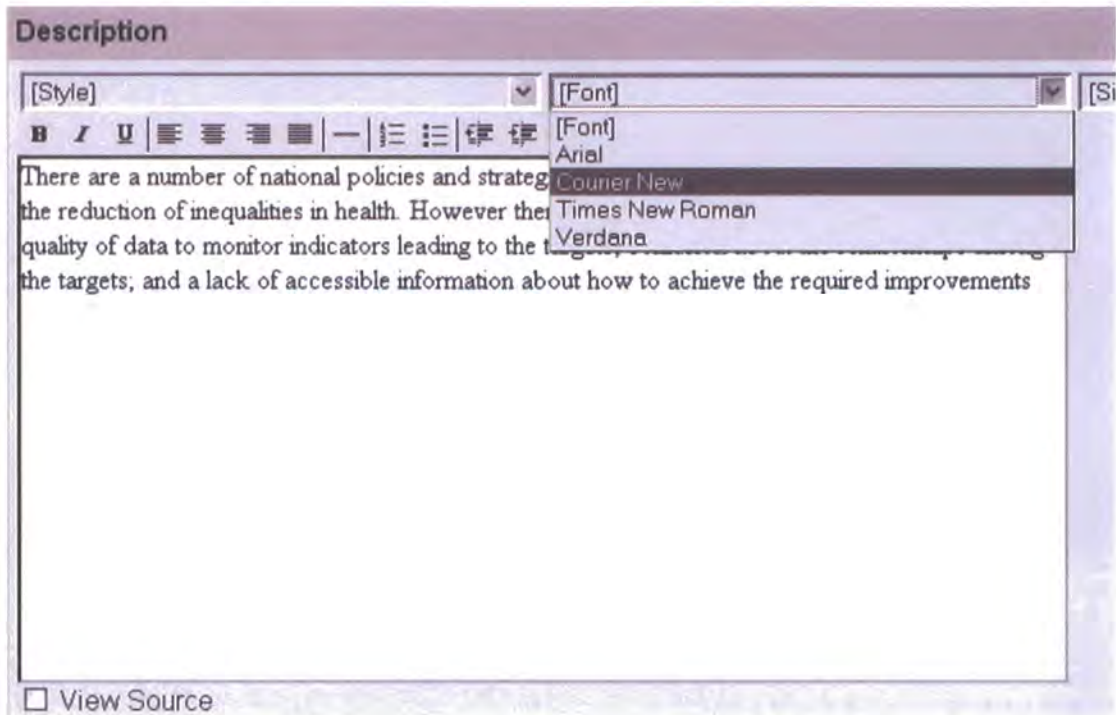 Description
[Style] [Font] [Si
B I U [Font]
Arial
There are a number of national policies and strateg
Courier New
the reduction of inequalities in health. However ther
Times New Roman
quality of data to monitor indicators leading to the
Verdana
the targets; and a lack of accessible information about how to achieve the required improvements
View Source